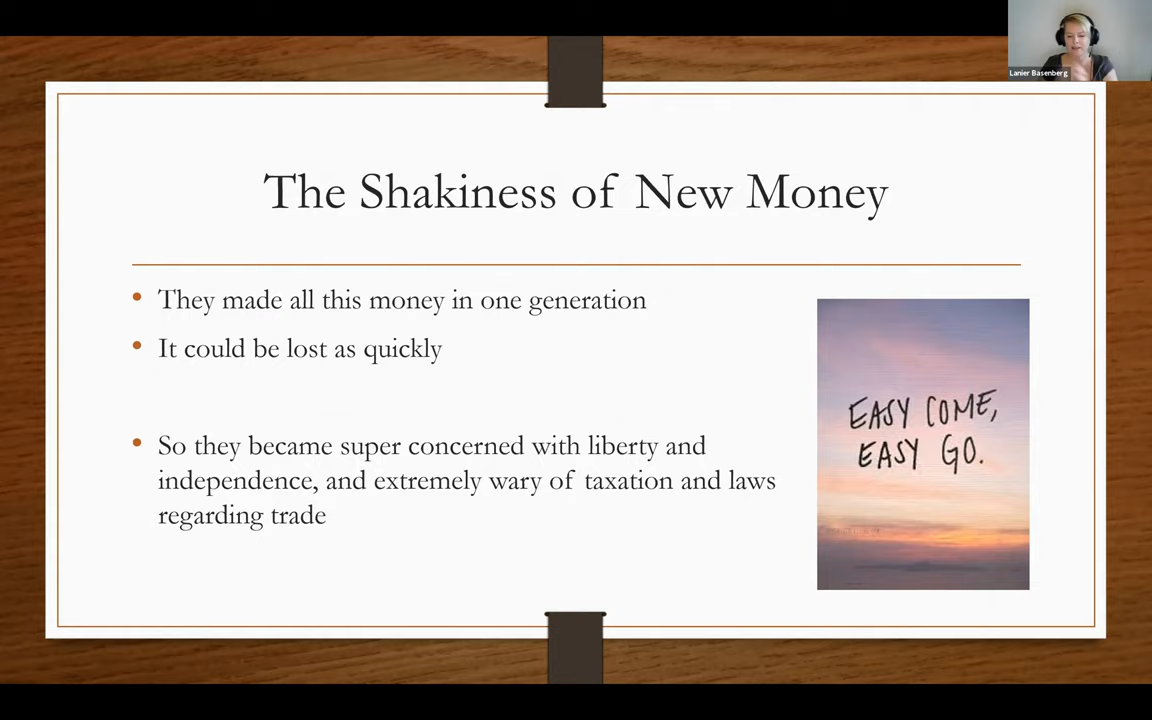 Lanier Basenberg
The Shakiness of New Money
• They made all this money in one generation
• It could be lost as quickly
• So they became super concerned with liberty and
independence, and extremely wary of taxation and laws
regarding trade
EASY COME,
EASY GO.